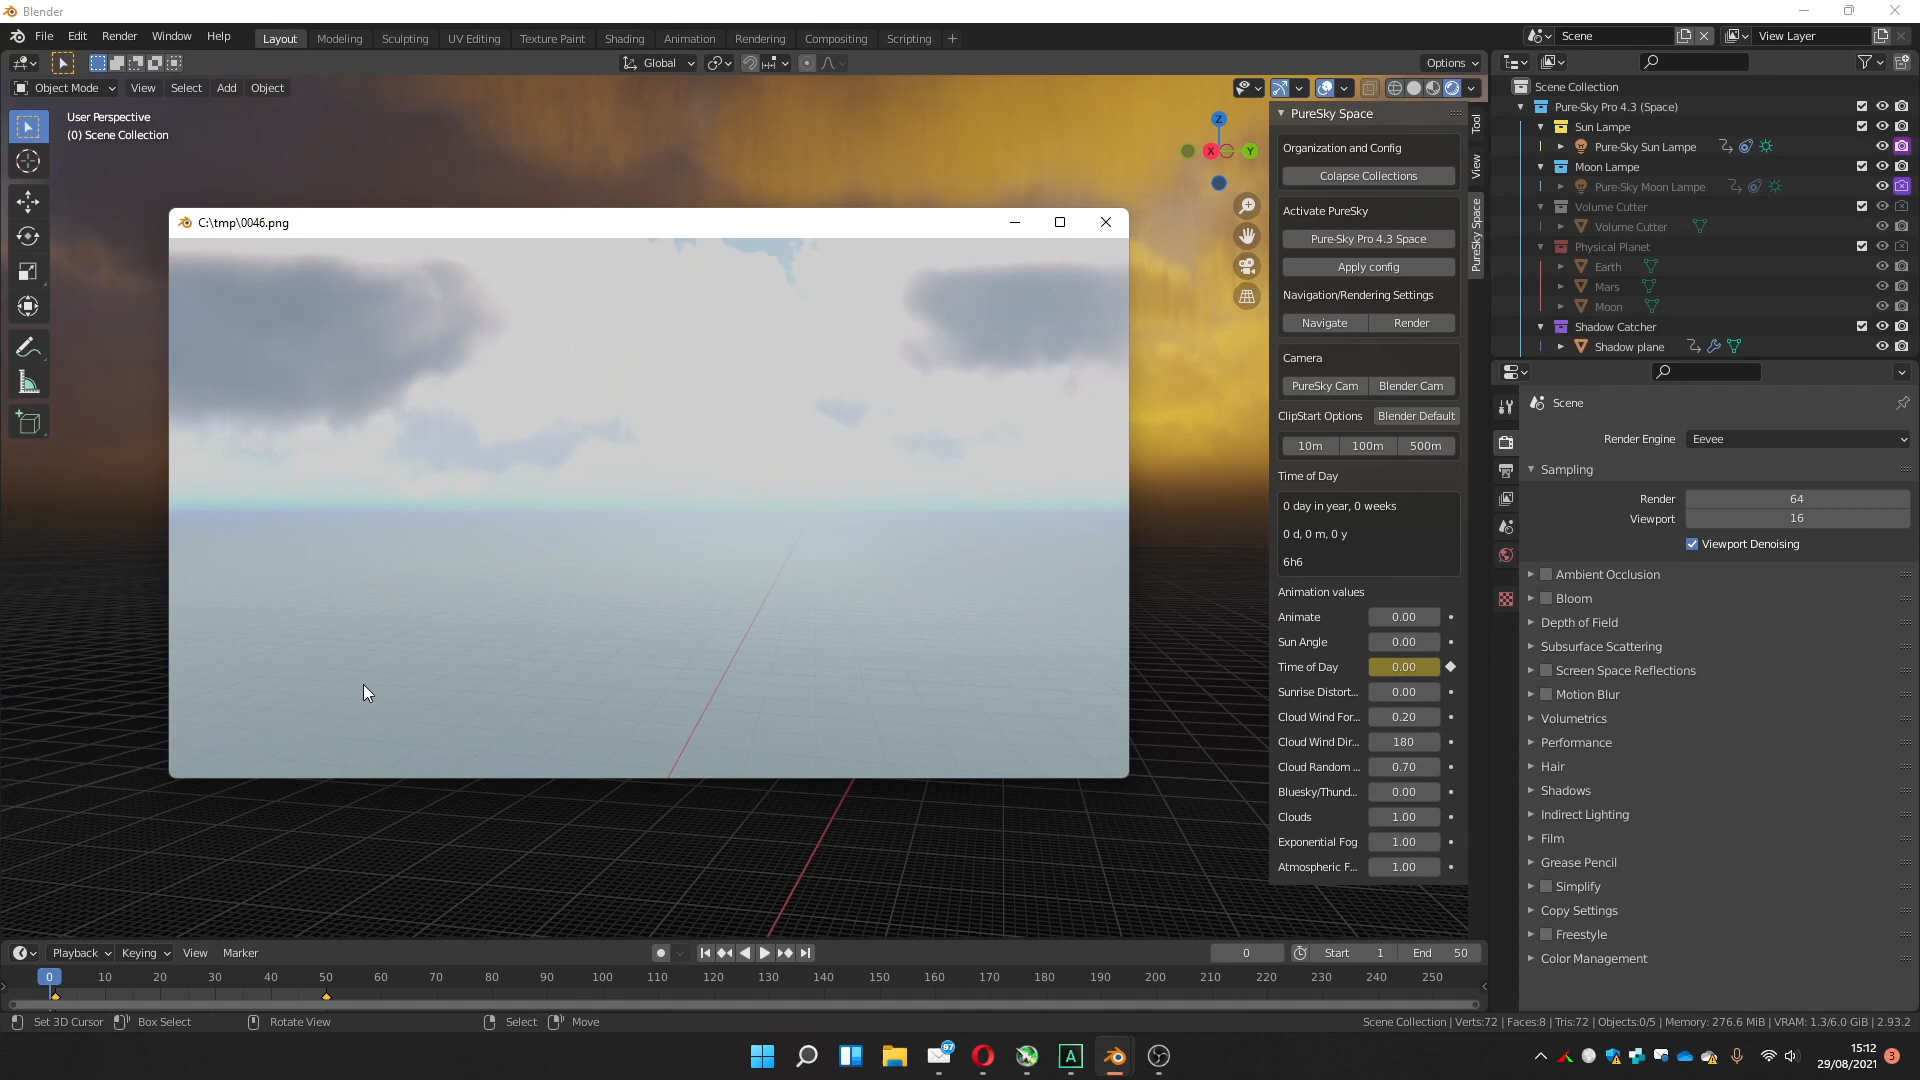 Blender
File Edit Render Window Help
Layout Modeling Sculpting UV Editing Texture Paint Shading Animation Rendering Compositing Scripting +
Scene
View Layer
Global
Options
Object Mode View Select Add Object
User Perspective
(0) Scene Collection
Z
X
Y
C:\tmp\0046.png
PureSky Space
Organization and Config
Colapse Collections
Activate PureSky
Pure-Sky Pro 4.3 Space
Apply config
Navigation/Rendering Settings
Navigate Render
Camera
PureSky Cam Blender Cam
ClipStart Options Blender Default
10m 100m 500m
Time of Day
0 day in year, 0 weeks
0 d, 0 m, 0 y
6h6
Animation values
Animate 0.00
Sun Angle 0.00
Time of Day 0.00
Sunrise Distort... 0.00
Cloud Wind For... 0.20
Cloud Wind Dir... 180
Cloud Random ... 0.70
Bluesky/Thund... 0.00
Clouds 1.00
Exponential Fog 1.00
Atmospheric F... 1.00
Tool
View
PureSky Space
Scene Collection
Pure-Sky Pro 4.3 (Space)
Sun Lampe
Pure-Sky Sun Lampe
Moon Lampe
Pure-Sky Moon Lampe
Volume Cutter
Volume Cutter
Physical Planet
Earth
Mars
Moon
Shadow Catcher
Shadow plane
Scene
Render Engine Eevee
Sampling
Render 64
Viewport 16
Viewport Denoising
Ambient Occlusion
Bloom
Depth of Field
Subsurface Scattering
Screen Space Reflections
Motion Blur
Volumetrics
Performance
Hair
Shadows
Indirect Lighting
Film
Grease Pencil
Simplify
Copy Settings
Freestyle
Color Management
Playback Keying View Marker
0 Start 1 End 50
0 10 20 30 40 50 60 70 80 90 100 110 120 130 140 150 160 170 180 190 200 210 220 230 240 250
Set 3D Cursor Box Select Rotate View Select Move
Scene Collection | Verts:72 | Faces:8 | Tris:72 | Objects:0/5 | Memory: 276.6 MiB | VRAM: 1.3/6.0 GiB | 2.93.2
97
A
15:12
29/08/2021
3